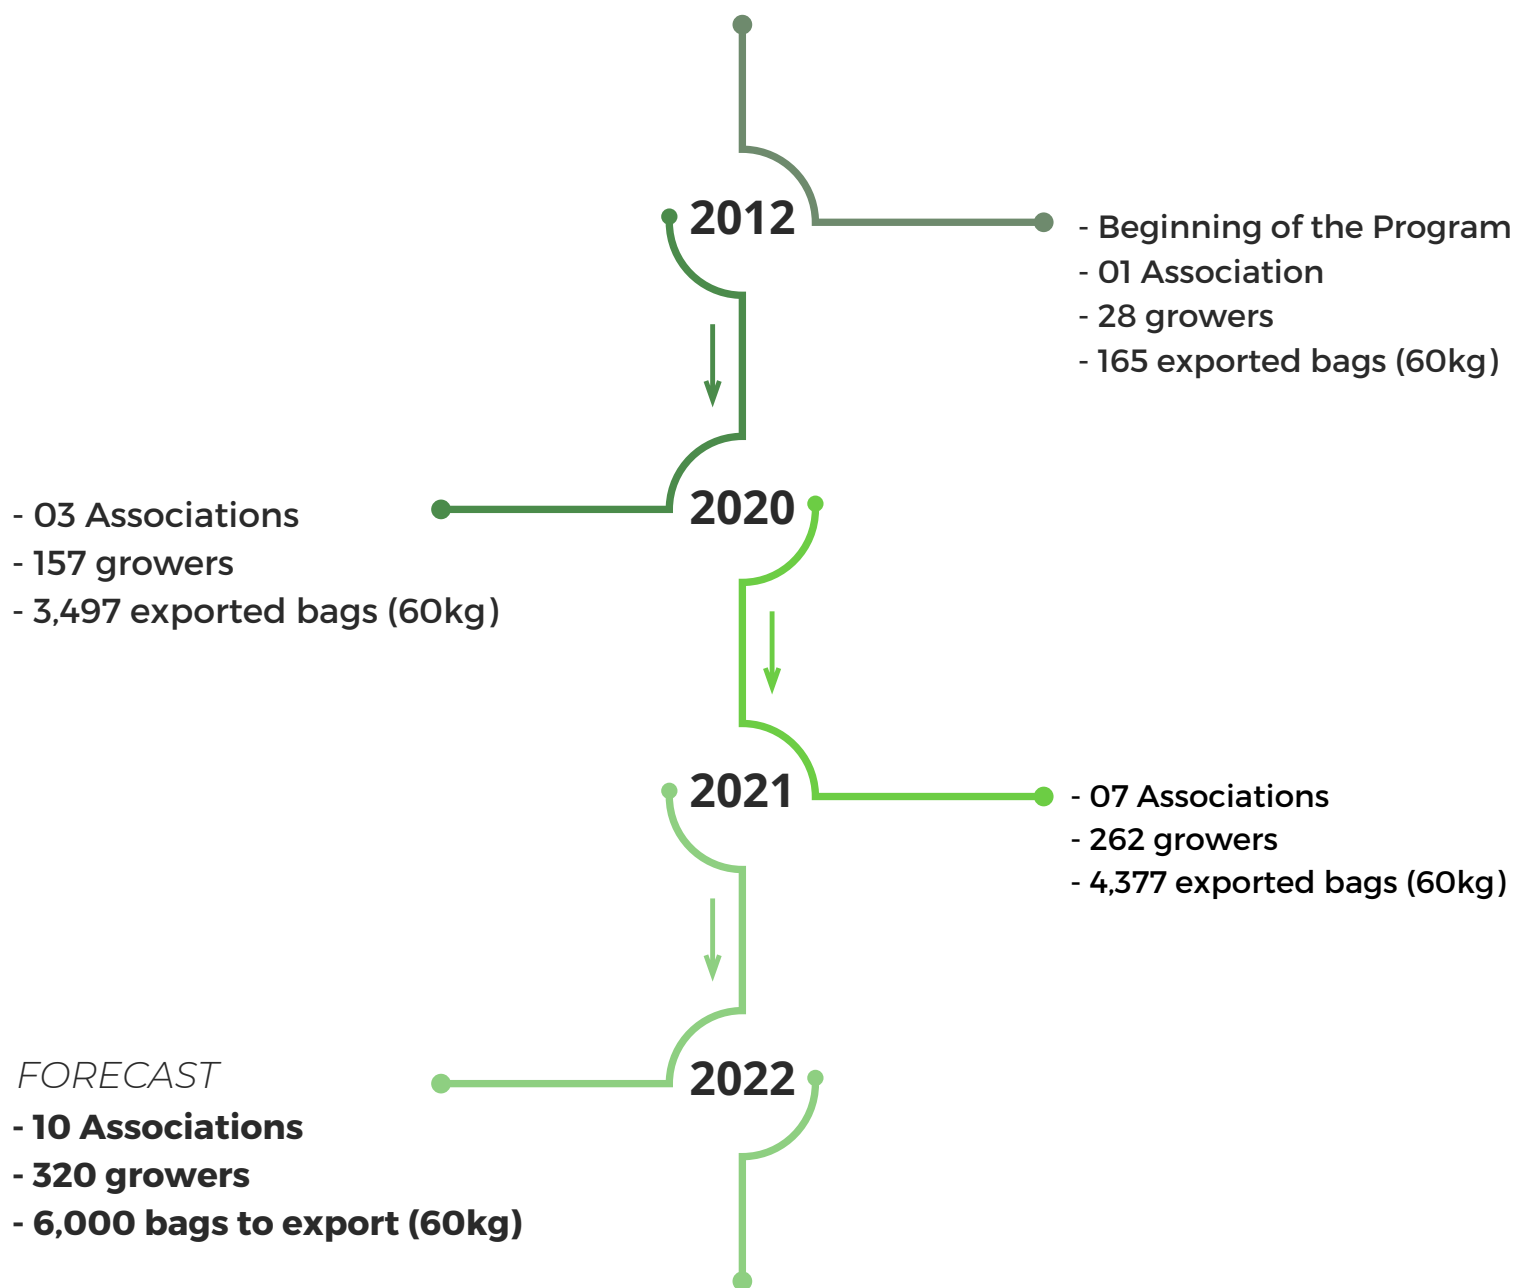 2012
- Beginning of the Program
- 01 Association
- 28 growers
- 165 exported bags (60kg)
2020
- 03 Associations
- 157 growers
- 3,497 exported bags (60kg)
2021
- 07 Associations
- 262 growers
- 4,377 exported bags (60kg)
2022
FORECAST
- 10 Associations
- 320 growers
- 6,000 bags to export (60kg)